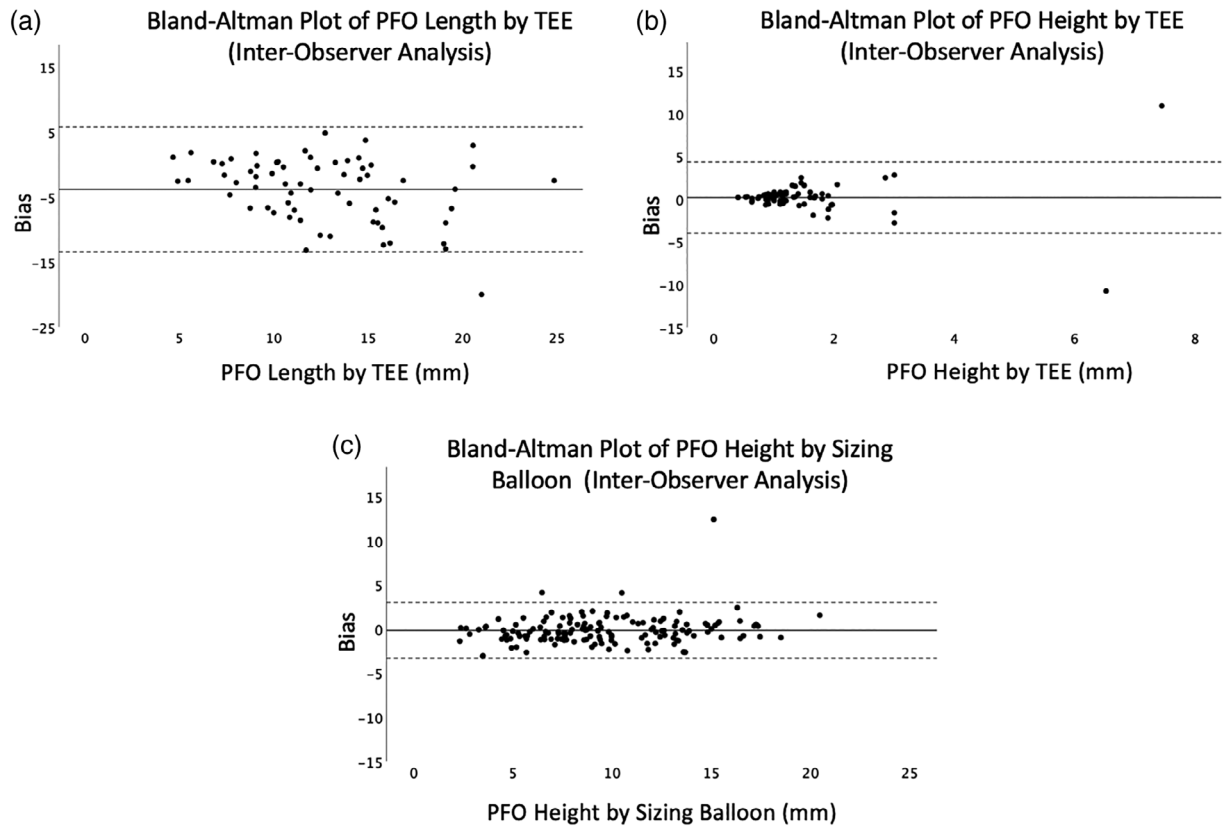 (a)
Bland-Altman Plot of PFO Length by TEE
(Inter-Observer Analysis)
15
5
−5
−15
−25
Bias
0 5 10 15 20 25
PFO Length by TEE (mm)
(b)
Bland-Altman Plot of PFO Height by TEE
(Inter-Observer Analysis)
15
10
5
0
−5
−10
−15
Bias
0 2 4 6 8
PFO Height by TEE (mm)
(c)
Bland-Altman Plot of PFO Height by Sizing
Balloon (Inter-Observer Analysis)
15
10
5
0
−5
−10
−15
Bias
0 5 10 15 20 25
PFO Height by Sizing Balloon (mm)